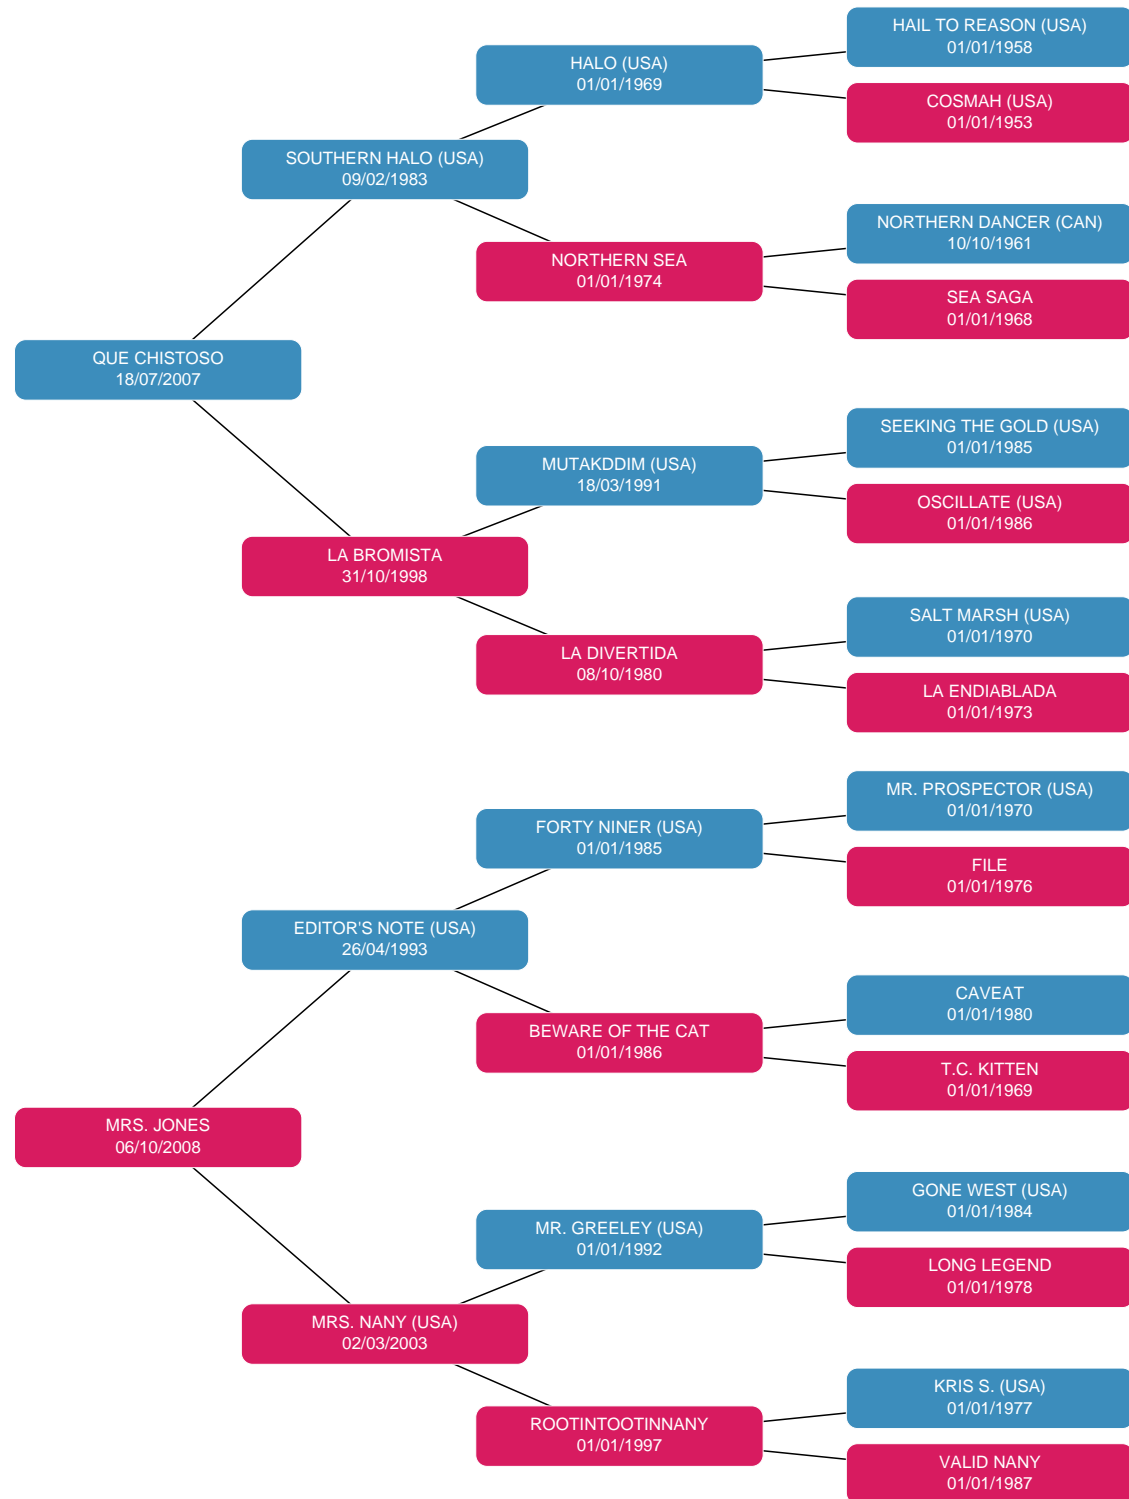 HAIL TO REASON (USA)
01/01/1958
HALO (USA)
01/01/1969
COSMAH (USA)
01/01/1953
SOUTHERN HALO (USA)
09/02/1983
NORTHERN DANCER (CAN)
10/10/1961
NORTHERN SEA
01/01/1974
SEA SAGA
01/01/1968
QUE CHISTOSO
18/07/2007
SEEKING THE GOLD (USA)
01/01/1985
MUTAKDDIM (USA)
18/03/1991
OSCILLATE (USA)
01/01/1986
LA BROMISTA
31/10/1998
SALT MARSH (USA)
01/01/1970
LA DIVERTIDA
08/10/1980
LA ENDIABLADA
01/01/1973
MR. PROSPECTOR (USA)
01/01/1970
FORTY NINER (USA)
01/01/1985
FILE
01/01/1976
EDITOR'S NOTE (USA)
26/04/1993
CAVEAT
01/01/1980
BEWARE OF THE CAT
01/01/1986
T.C. KITTEN
01/01/1969
MRS. JONES
06/10/2008
GONE WEST (USA)
01/01/1984
MR. GREELEY (USA)
01/01/1992
LONG LEGEND
01/01/1978
MRS. NANY (USA)
02/03/2003
KRIS S. (USA)
01/01/1977
ROOTINTOOTINNANY
01/01/1997
VALID NANY
01/01/1987